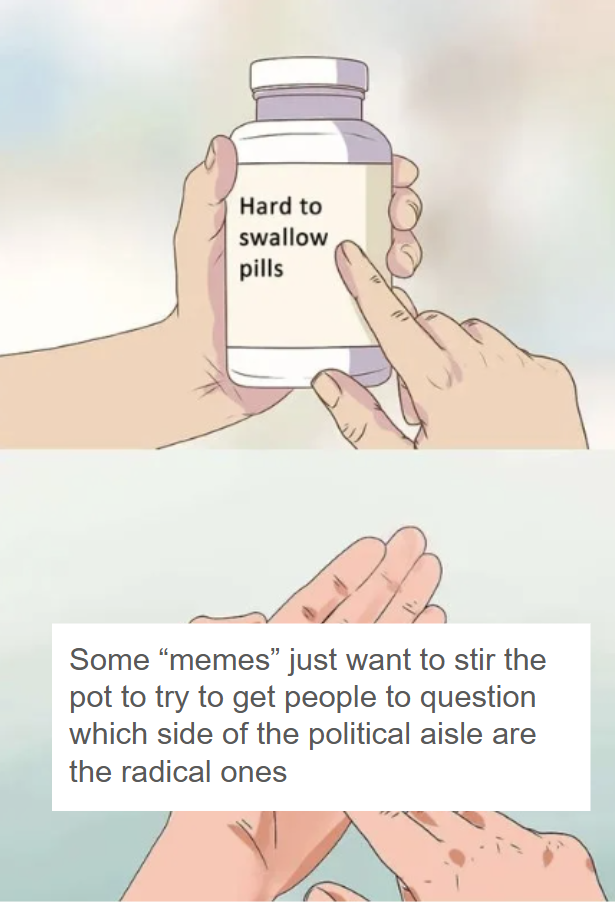 Hard to
swallow
pills
Some “memes” just want to stir the
pot to try to get people to question
which side of the political aisle are
the radical ones